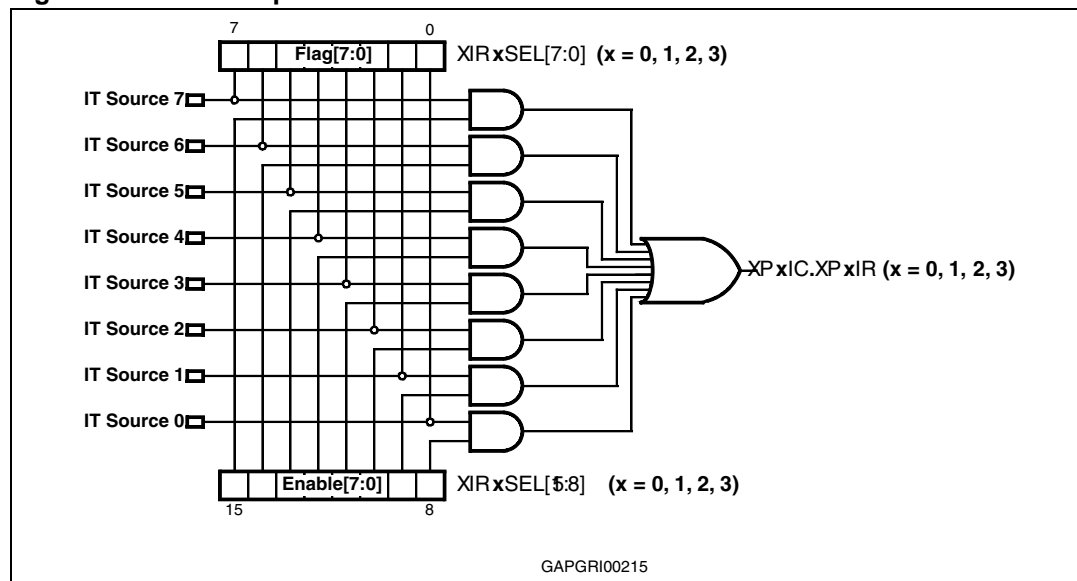 7 0
Flag[7:0] XIRxSEL[7:0] (x = 0, 1, 2, 3)
IT Source 7
IT Source 6
IT Source 5
IT Source 4
IT Source 3
IT Source 2
IT Source 1
IT Source 0
XPxIC.XPxIR (x = 0, 1, 2, 3)
Enable[7:0] XIRxSEL[15:8] (x = 0, 1, 2, 3)
15 8
GAPGRI00215